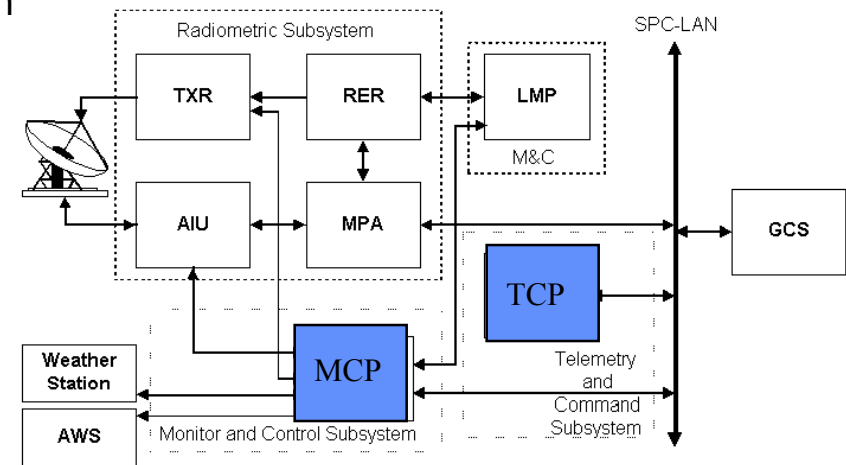 Radiometric Subsystem
SPC-LAN
TXR
RER
LMP
M&C
AIU
MPA
GCS
TCP
Telemetry
and
Command
Subsystem
MCP
Weather
Station
AWS
Monitor and Control Subsystem